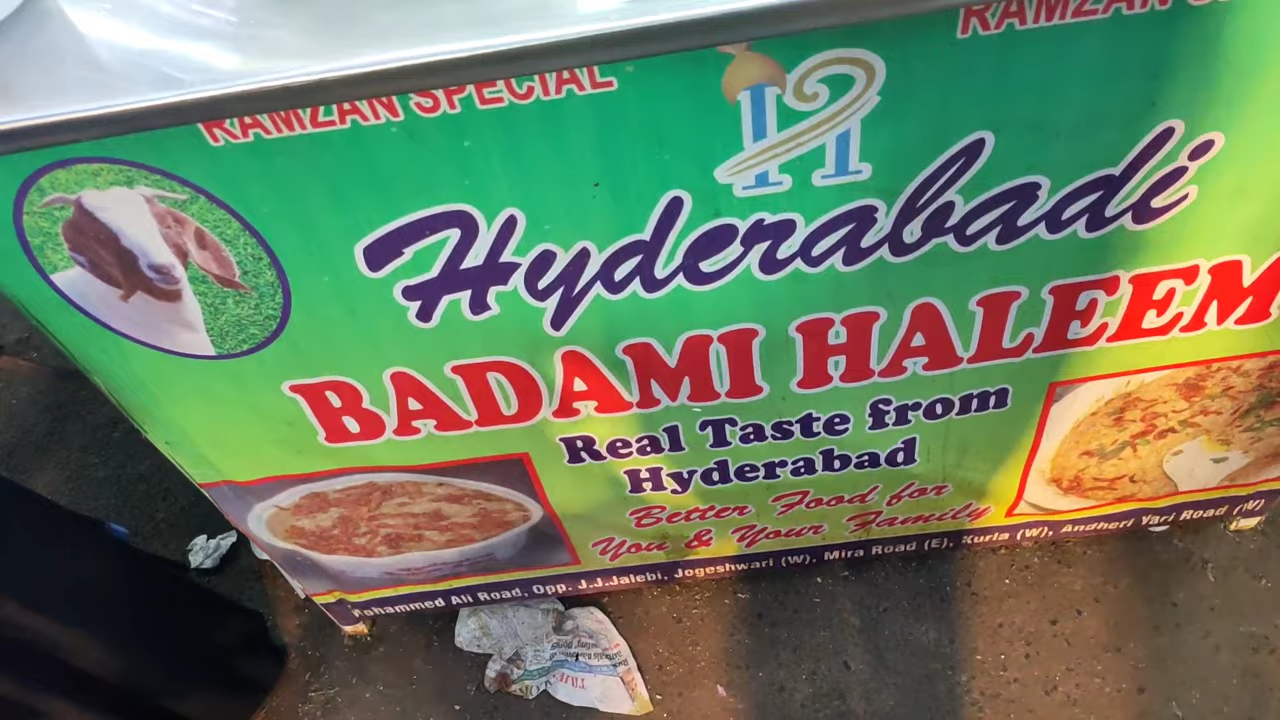 RAMZAN SPECIAL
RAMZAN
H
Hyderabadi
BADAMI HALEEM
Real Taste from
Hyderabad
Better Food for
You & Your Family
Mohammed Ali Road, Opp. J.J.Jalebi, Jogeshwari (W), Mira Road (E), Kurla (W), Andheri Yari Road (W)